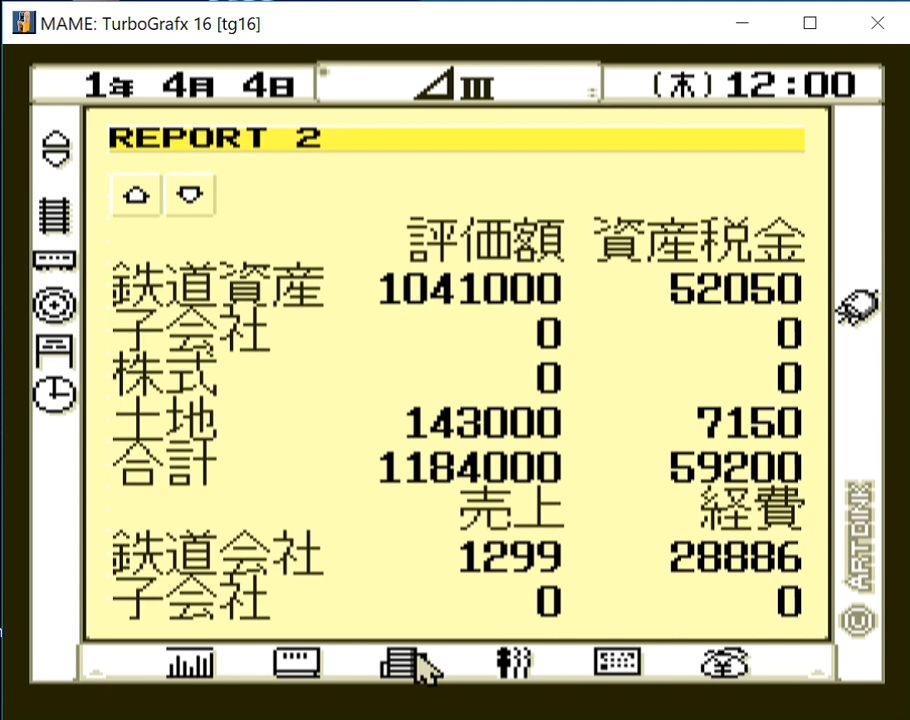 MAME: TurboGrafx 16 [tg16]
1年 4月 4日 AIII (木) 12:00
REPORT 2
評価額 資産税金
鉄道資産 1041000 52050
子会社 0 0
株式 0 0
土地 143000 7150
合計 1184000 59200
売上 経費
鉄道会社 1299 28886
子会社 0 0
ARTDINK